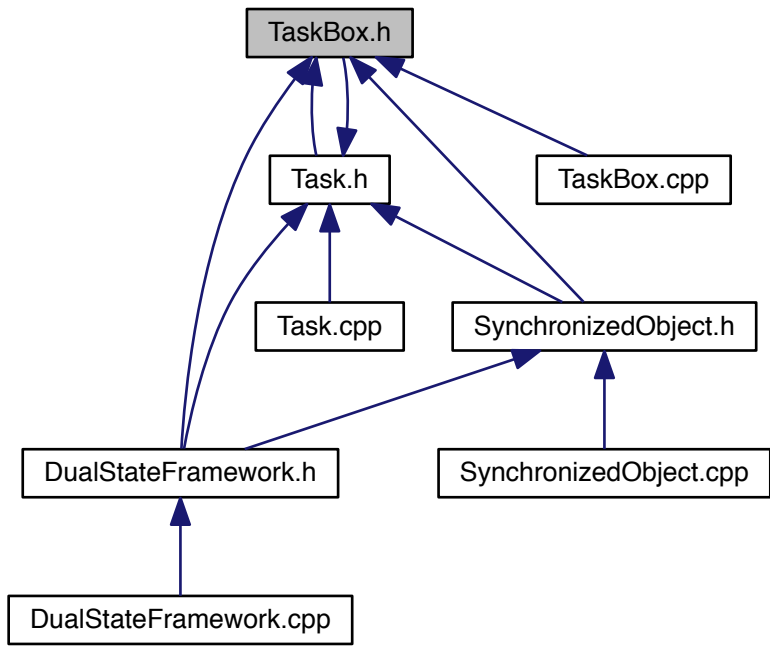 TaskBox.h
Task.h
TaskBox.cpp
Task.cpp
SynchronizedObject.h
DualStateFramework.h
SynchronizedObject.cpp
DualStateFramework.cpp